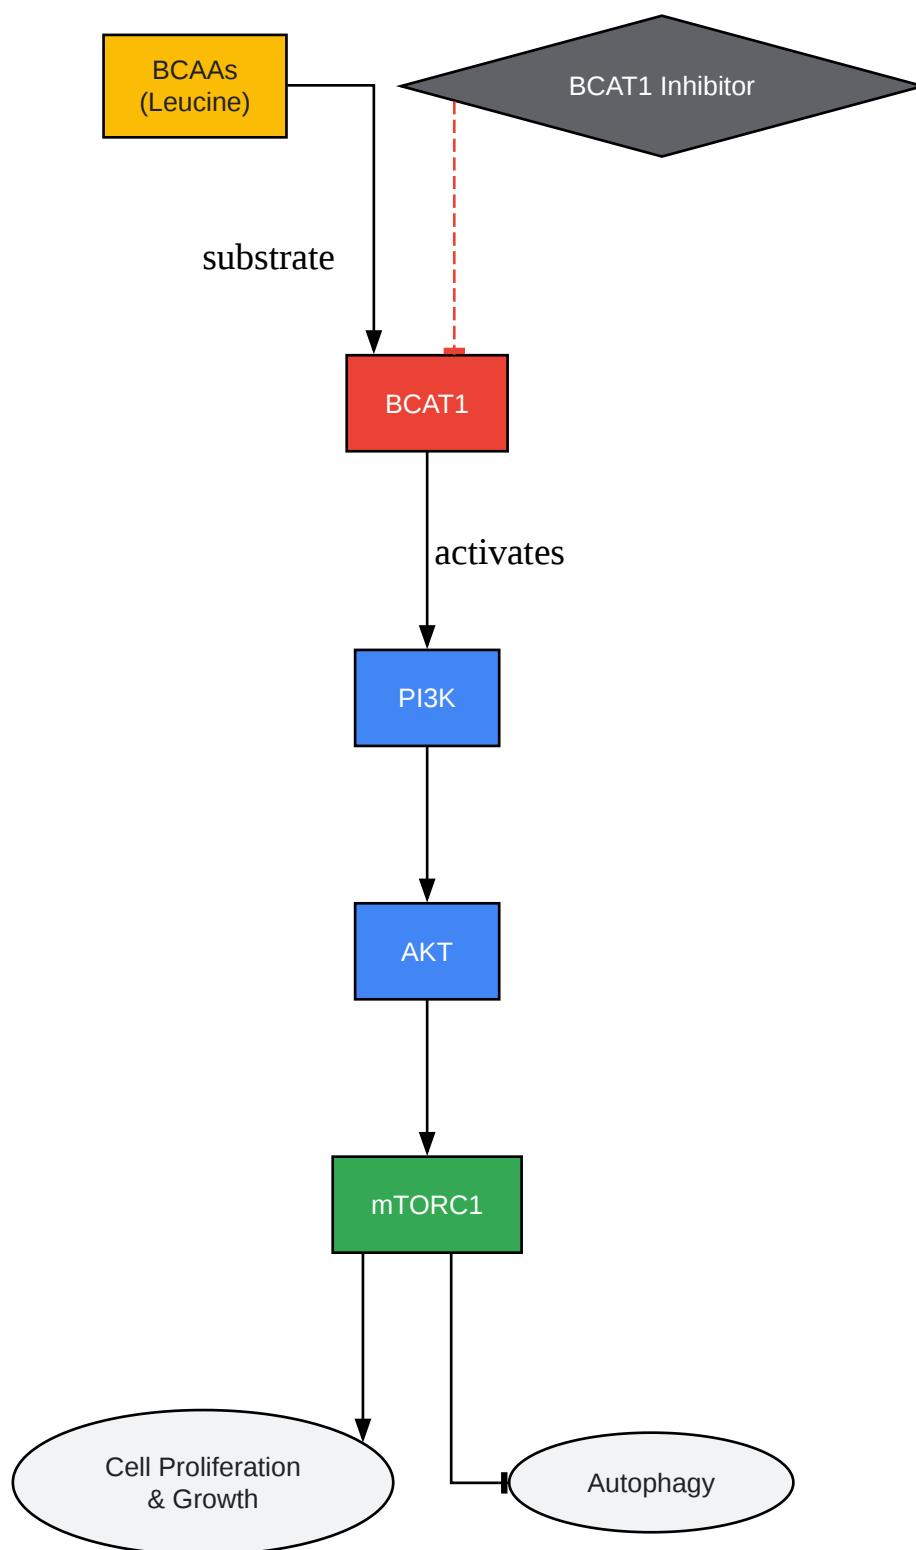 BCAAs
(Leucine)
BCAT1 Inhibitor
substrate
BCAT1
activates
PI3K
AKT
mTORC1
Cell Proliferation
& Growth
Autophagy